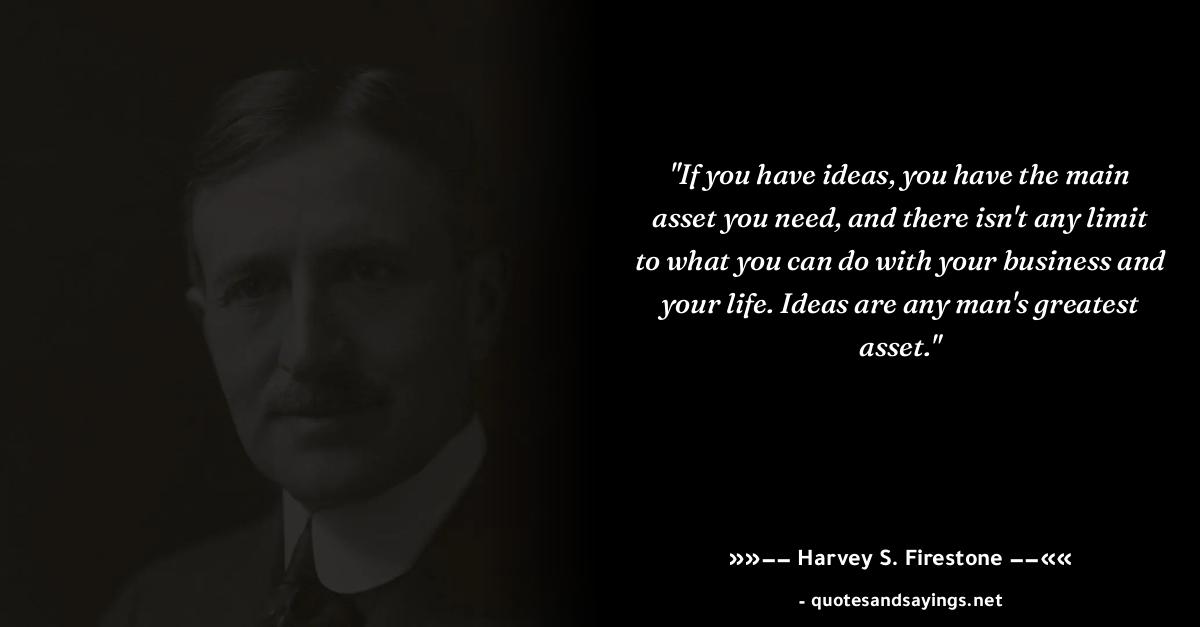 "If you have ideas, you have the main
asset you need, and there isn't any limit
to what you can do with your business and
your life. Ideas are any man's greatest
asset."
»»−− Harvey S. Firestone −−««
- quotesandsayings.net